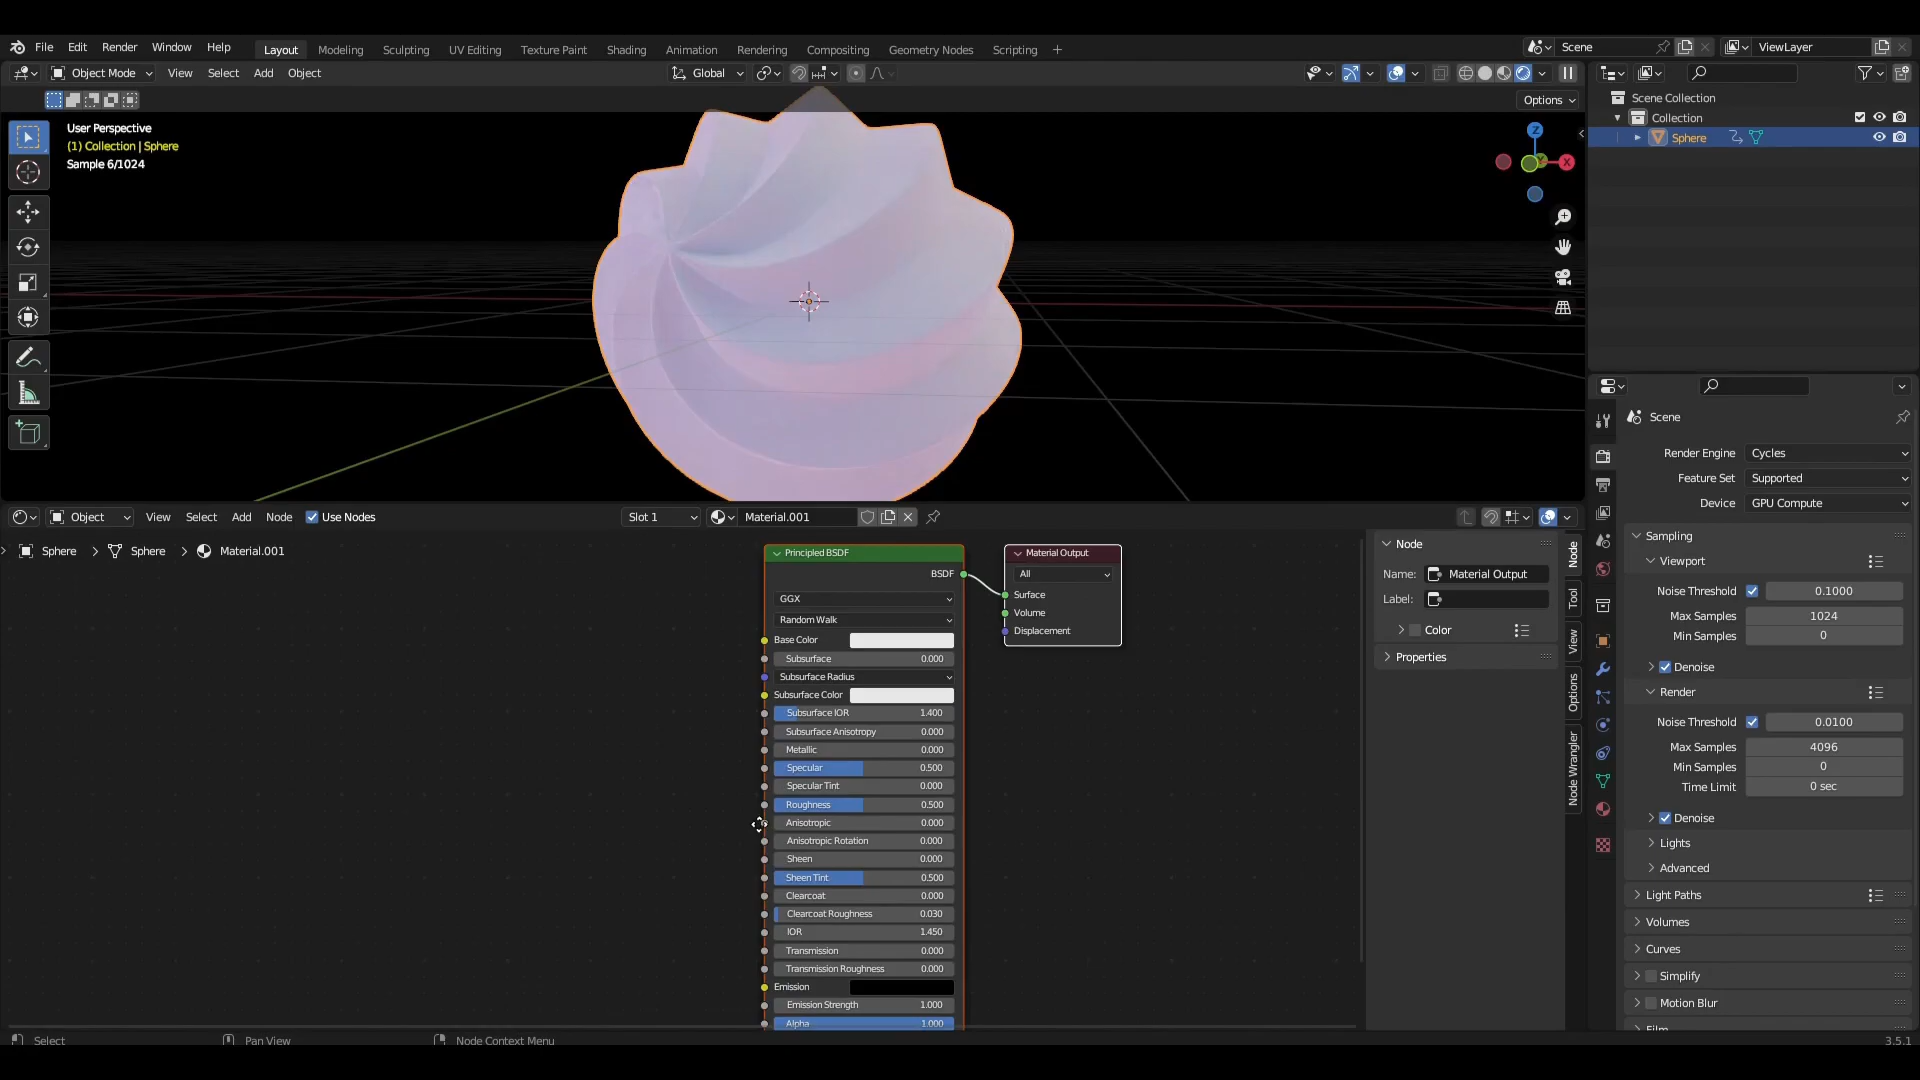 File Edit Render Window Help Layout Modeling Sculpting UV Editing Texture Paint Shading Animation Rendering Compositing Geometry Nodes Scripting + Scene ViewLayer
Object Mode View Select Add Object Global
Options
User Perspective
(1) Collection | Sphere
Sample 6/1024
Z
X
Scene Collection
Collection
Sphere
Scene
Render Engine Cycles
Feature Set Supported
Device GPU Compute
Sampling
Viewport
Noise Threshold 0.1000
Max Samples 1024
Min Samples 0
Denoise
Render
Noise Threshold 0.0100
Max Samples 4096
Min Samples 0
Time Limit 0 sec
Denoise
Lights
Advanced
Light Paths
Volumes
Curves
Simplify
Motion Blur
Film
Object View Select Add Node Use Nodes Slot 1 Material.001
Sphere Sphere Material.001
Principled BSDF
BSDF
GGX
Random Walk
Base Color
Subsurface 0.000
Subsurface Radius
Subsurface Color
Subsurface IOR 1.400
Subsurface Anisotropy 0.000
Metallic 0.000
Specular 0.500
Specular Tint 0.000
Roughness 0.500
Anisotropic 0.000
Anisotropic Rotation 0.000
Sheen 0.000
Sheen Tint 0.500
Clearcoat 0.000
Clearcoat Roughness 0.030
IOR 1.450
Transmission 0.000
Transmission Roughness 0.000
Emission
Emission Strength 1.000
Alpha 1.000
Material Output
All
Surface
Volume
Displacement
Node
Name: Material Output
Label:
Color
Properties
Node
Tool
View
Options
Node Wrangler
Select Pan View Node Context Menu 3.5.1